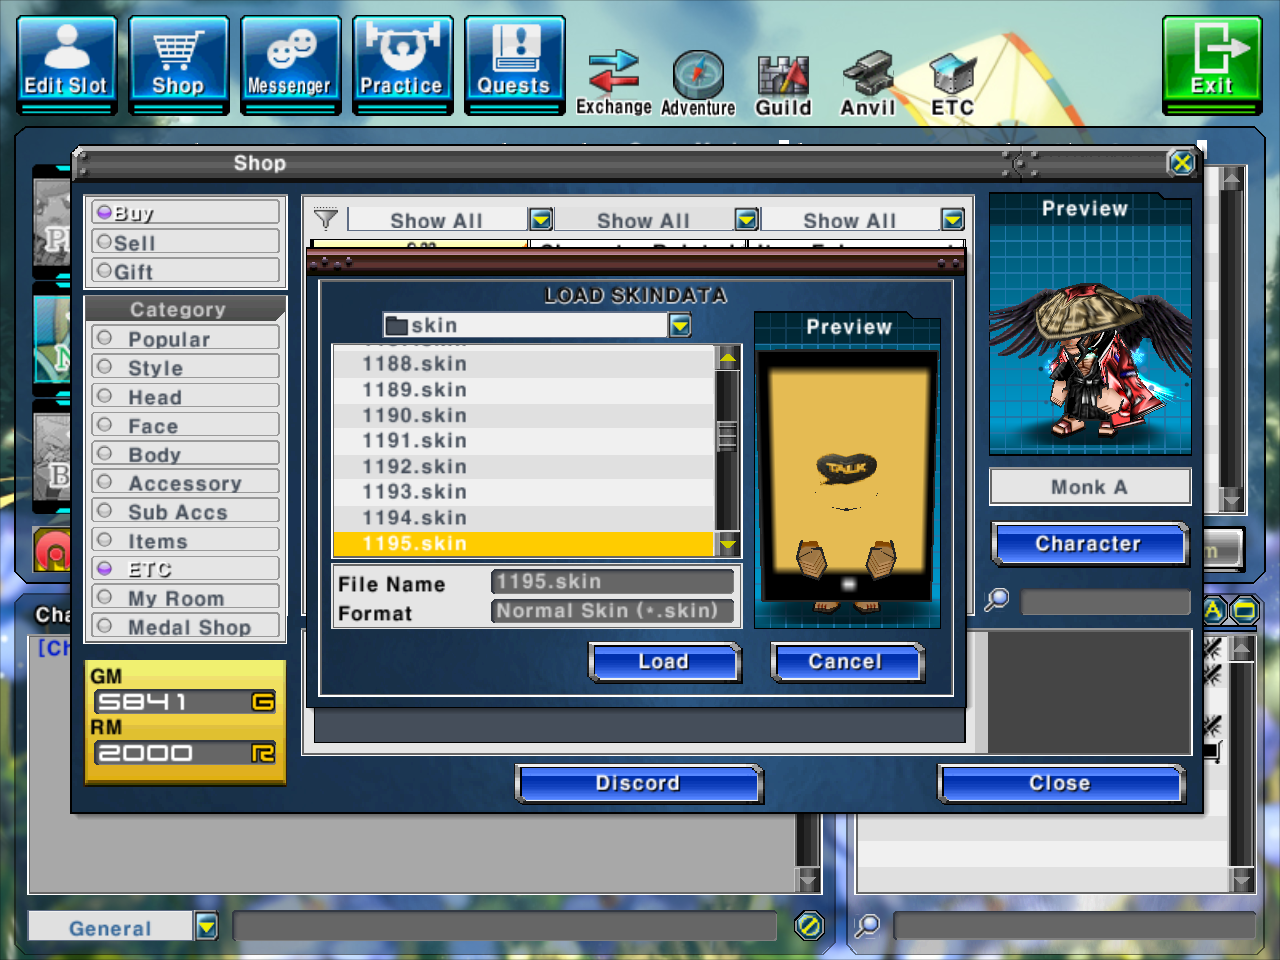 Edit Slot
Shop
Messenger
Practice
Quests
Exchange
Adventure
Guild
Anvil
ETC
Exit
Shop
Buy
Sell
Gift
Category
Popular
Style
Head
Face
Body
Accessory
Sub Accs
Items
ETC
My Room
Medal Shop
GM
5841 G
RM
2000 R
Show All
Show All
Show All
LOAD SKINDATA
skin
1188.skin
1189.skin
1190.skin
1191.skin
1192.skin
1193.skin
1194.skin
1195.skin
File Name
1195.skin
Format
Normal Skin (*.skin)
Preview
TALK
Load
Cancel
Preview
Monk A
Character
Discord
Close
Cha
[Ch
General